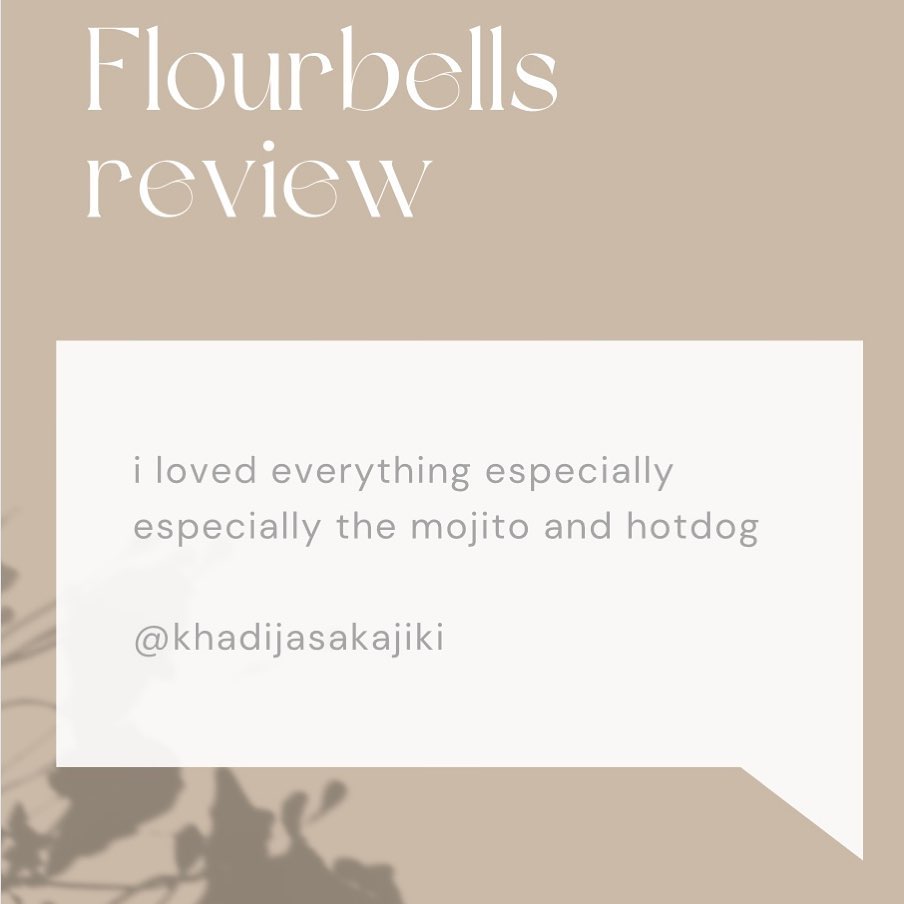 Flourbells
review
i loved everything especially
especially the mojito and hotdog
@khadijasakajiki